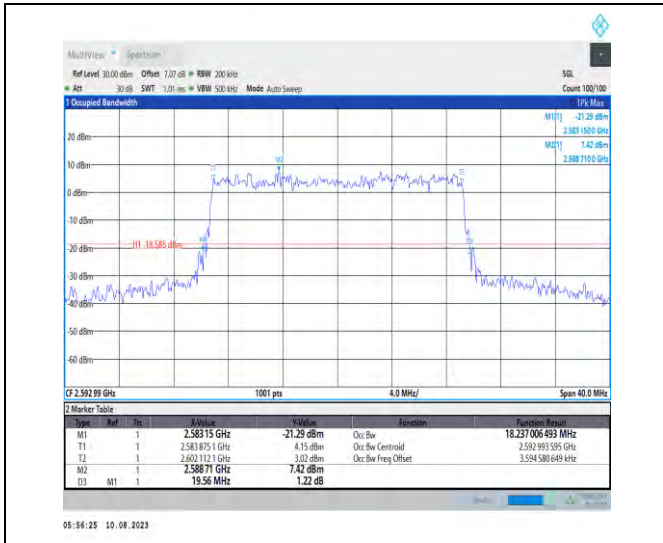 MultiView Spectrum
Ref Level 30.00 dBm Offset 7.07 dB RBW 200 kHz SGL
Att 30 dB SWT 1.01 ms VBW 500 kHz Mode Auto Sweep Count 100/100
1 Occupied Bandwidth 1Pk Max
M1[1] -21.29 dBm
2.583 1500 GHz
M2[1] 7.42 dBm
2.588 7100 GHz
20 dBm
M2
T1
T2
10 dBm
0 dBm
-10 dBm
M1
D3
H1 -18.585 dBm
-20 dBm
-30 dBm
-40 dBm
-50 dBm
-60 dBm
CF 2.592 99 GHz 1001 pts 4.0 MHz/ Span 40.0 MHz
2 Marker Table
Type Ref Trc X-Value Y-Value Function Function Result
M1 1 2.583 15 GHz -21.29 dBm Occ Bw 18.237 006 493 MHz
T1 1 2.583 875 1 GHz 4.15 dBm Occ Bw Centroid 2.592 993 595 GHz
T2 1 2.602 112 1 GHz 3.02 dBm Occ Bw Freq Offset 3.594 580 649 kHz
M2 1 2.588 71 GHz 7.42 dBm
D3 M1 1 19.56 MHz 1.22 dB
05:56:25 10.08.2023